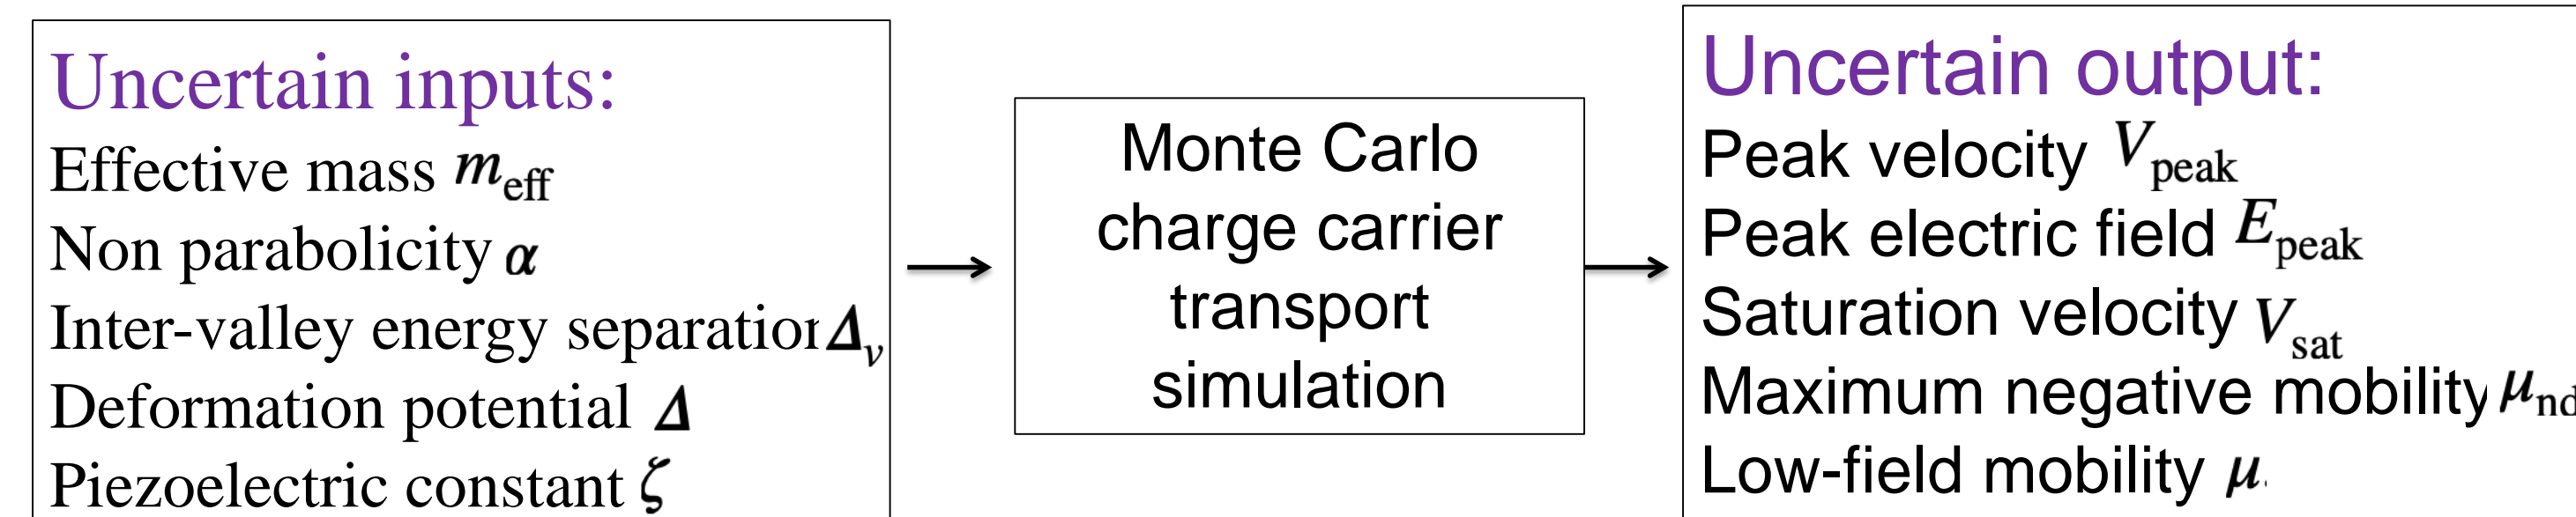 Uncertain inputs:
Effective mass m_eff
Non parabolicity α
Inter-valley energy separation Δ_v
Deformation potential Δ
Piezoelectric constant ζ
Monte Carlo
charge carrier
transport
simulation
Uncertain output:
Peak velocity V_peak
Peak electric field E_peak
Saturation velocity V_sat
Maximum negative mobility μ_nd
Low-field mobility μ